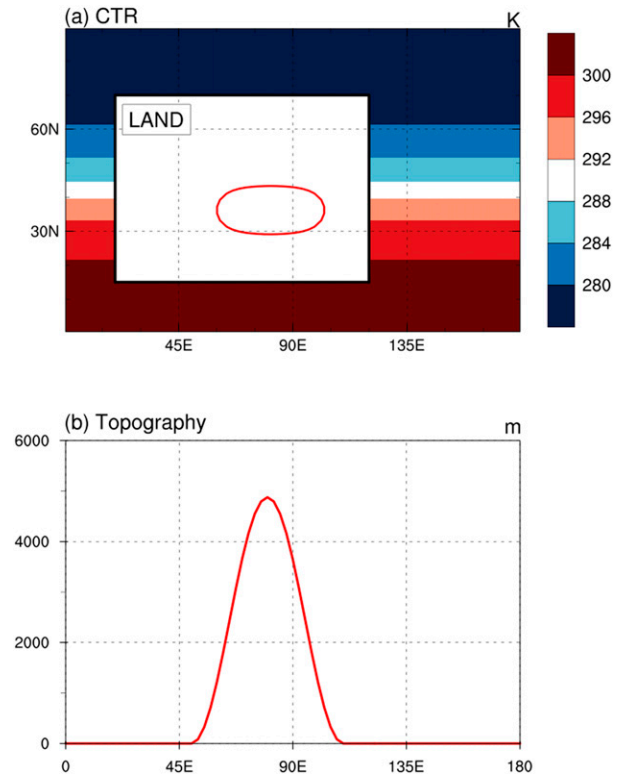 (a) CTR
K
LAND
60N
30N
45E
90E
135E
300
296
292
288
284
280
(b) Topography
m
6000
4000
2000
0
0
45E
90E
135E
180